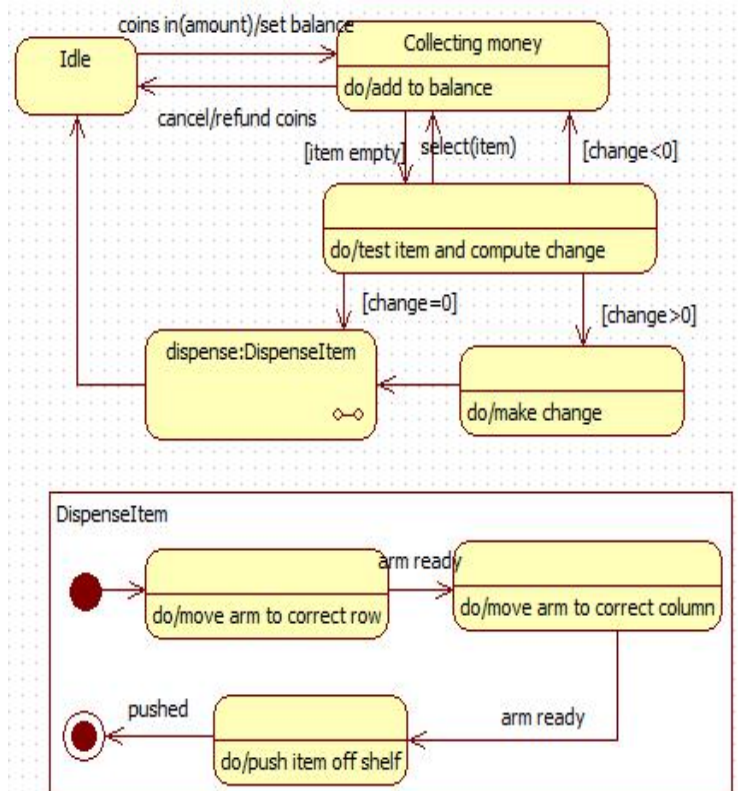 coins in(amount)/set balance
Idle
Collecting money
do/add to balance
cancel/refund coins
[item empty]
select(item)
[change<0]
do/test item and compute change
[change=0]
[change>0]
dispense:DispenseItem
do/make change
DispenseItem
arm ready
do/move arm to correct row
do/move arm to correct column
pushed
arm ready
do/push item off shelf